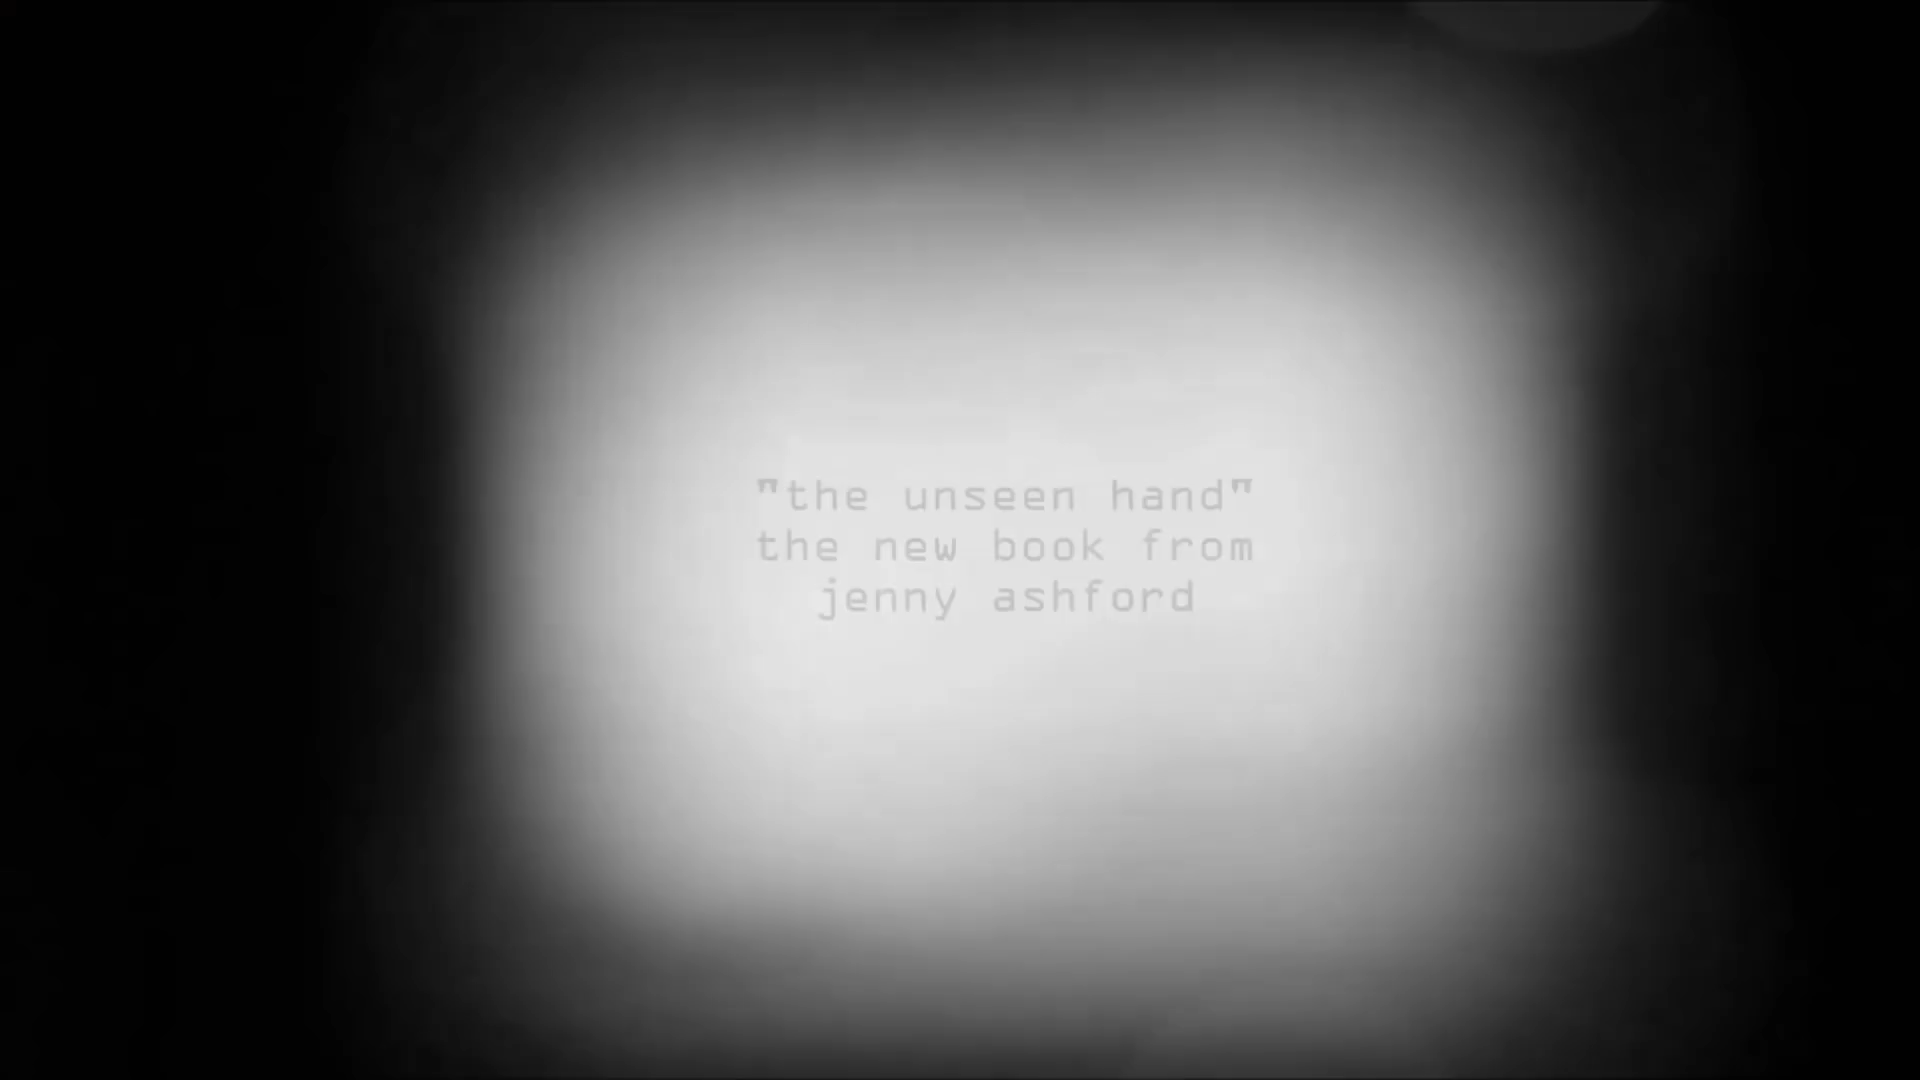 "the unseen hand"
the new book from
jenny ashford